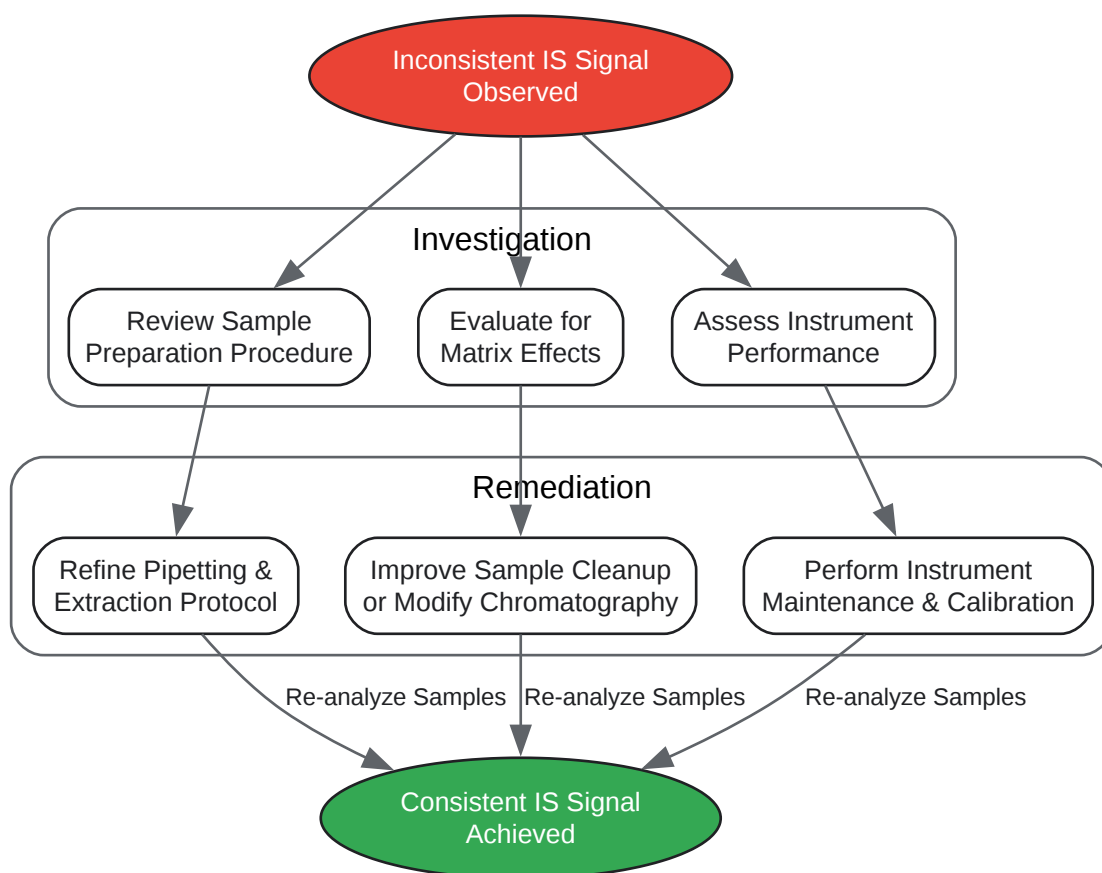 Inconsistent IS Signal
Observed
Investigation
Review Sample
Preparation Procedure
Evaluate for
Matrix Effects
Assess Instrument
Performance
Remediation
Refine Pipetting &
Extraction Protocol
Improve Sample Cleanup
or Modify Chromatography
Perform Instrument
Maintenance & Calibration
Re-analyze Samples
Re-analyze Samples
Re-analyze Samples
Consistent IS Signal
Achieved